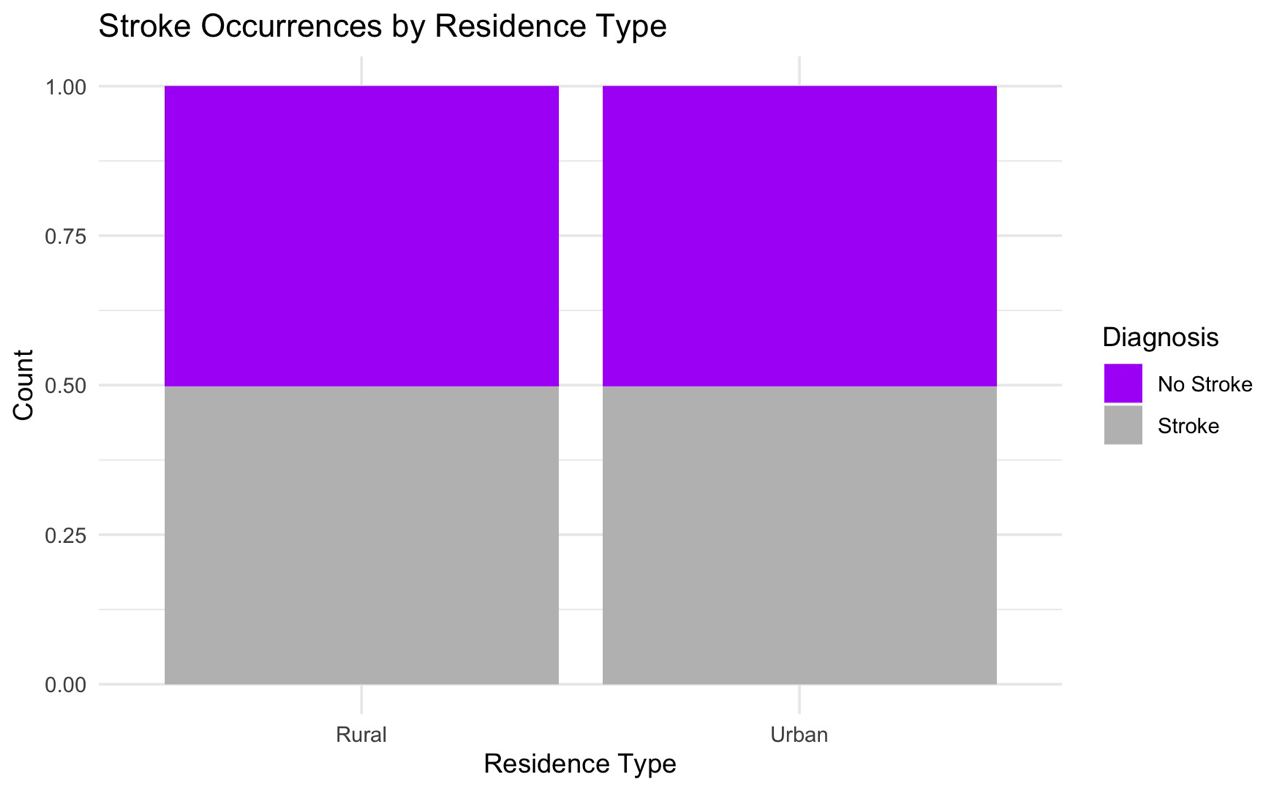 Stroke Occurrences by Residence Type
1.00
0.75
0.50
0.25
0.00
Count
Rural
Urban
Residence Type
Diagnosis
No Stroke
Stroke